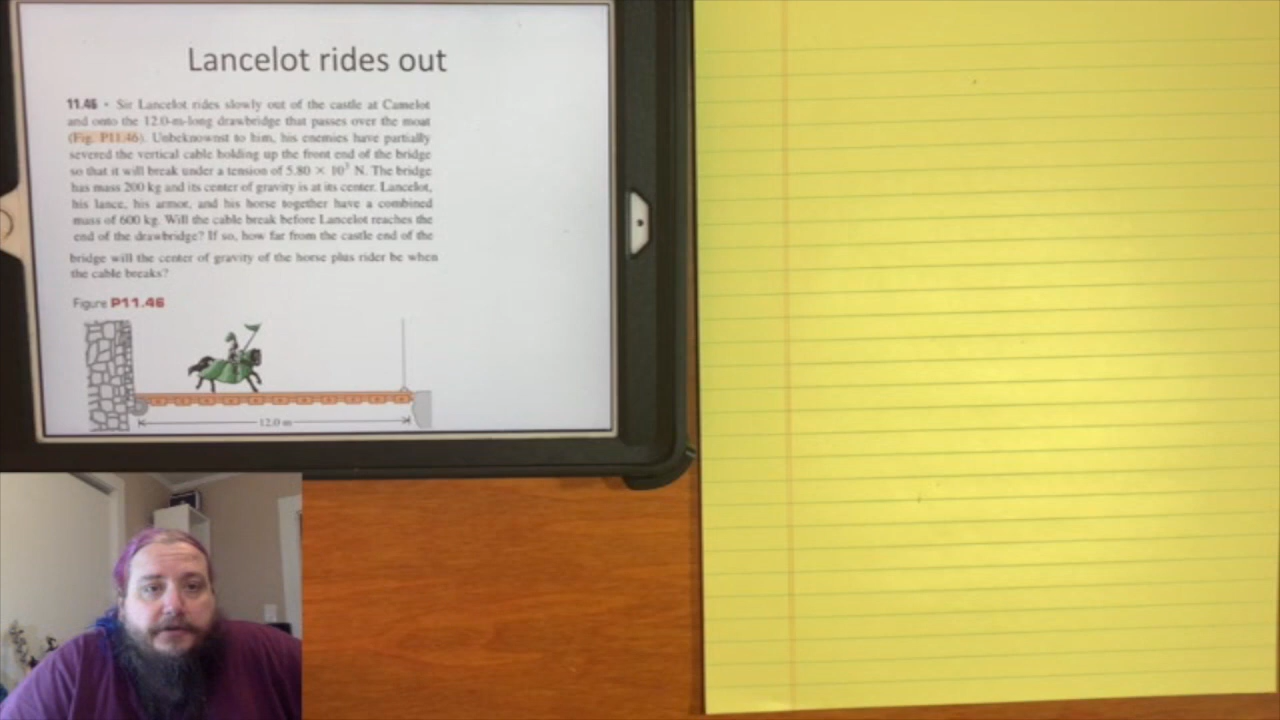 Lancelot rides out
11.46 • Sir Lancelot rides slowly out of the castle at Camelot
and onto the 12.0-m-long drawbridge that passes over the moat
(Fig. P11.46). Unbeknownst to him, his enemies have partially
severed the vertical cable holding up the front end of the bridge
so that it will break under a tension of 5.80 × 10³ N. The bridge
has mass 200 kg and its center of gravity is at its center. Lancelot,
his lance, his armor, and his horse together have a combined
mass of 600 kg. Will the cable break before Lancelot reaches the
end of the drawbridge? If so, how far from the castle end of the
bridge will the center of gravity of the horse plus rider be when
the cable breaks?
Figure P11.46
12.0 m